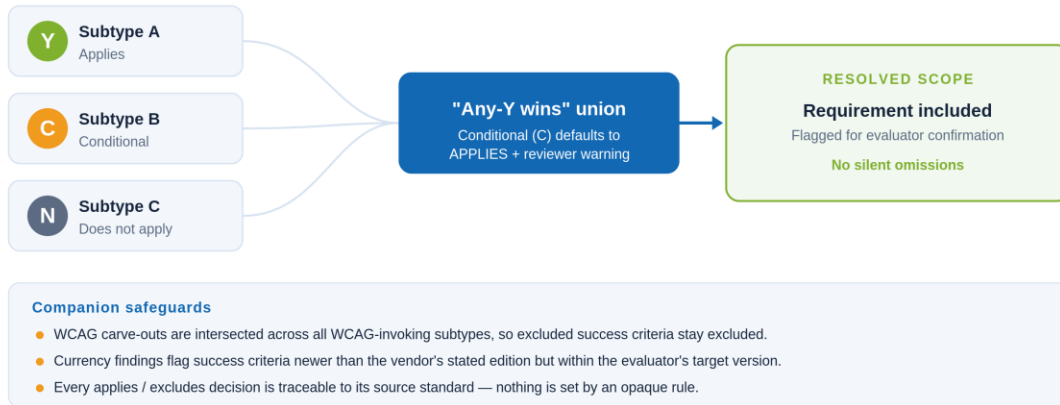 Y
Subtype A
Applies
C
Subtype B
Conditional
N
Subtype C
Does not apply
"Any-Y wins" union
Conditional (C) defaults to
APPLIES + reviewer warning
RESOLVED SCOPE
Requirement included
Flagged for evaluator confirmation
No silent omissions
Companion safeguards
WCAG carve-outs are intersected across all WCAG-invoking subtypes, so excluded success criteria stay excluded.
Currency findings flag success criteria newer than the vendor's stated edition but within the evaluator's target version.
Every applies / excludes decision is traceable to its source standard — nothing is set by an opaque rule.